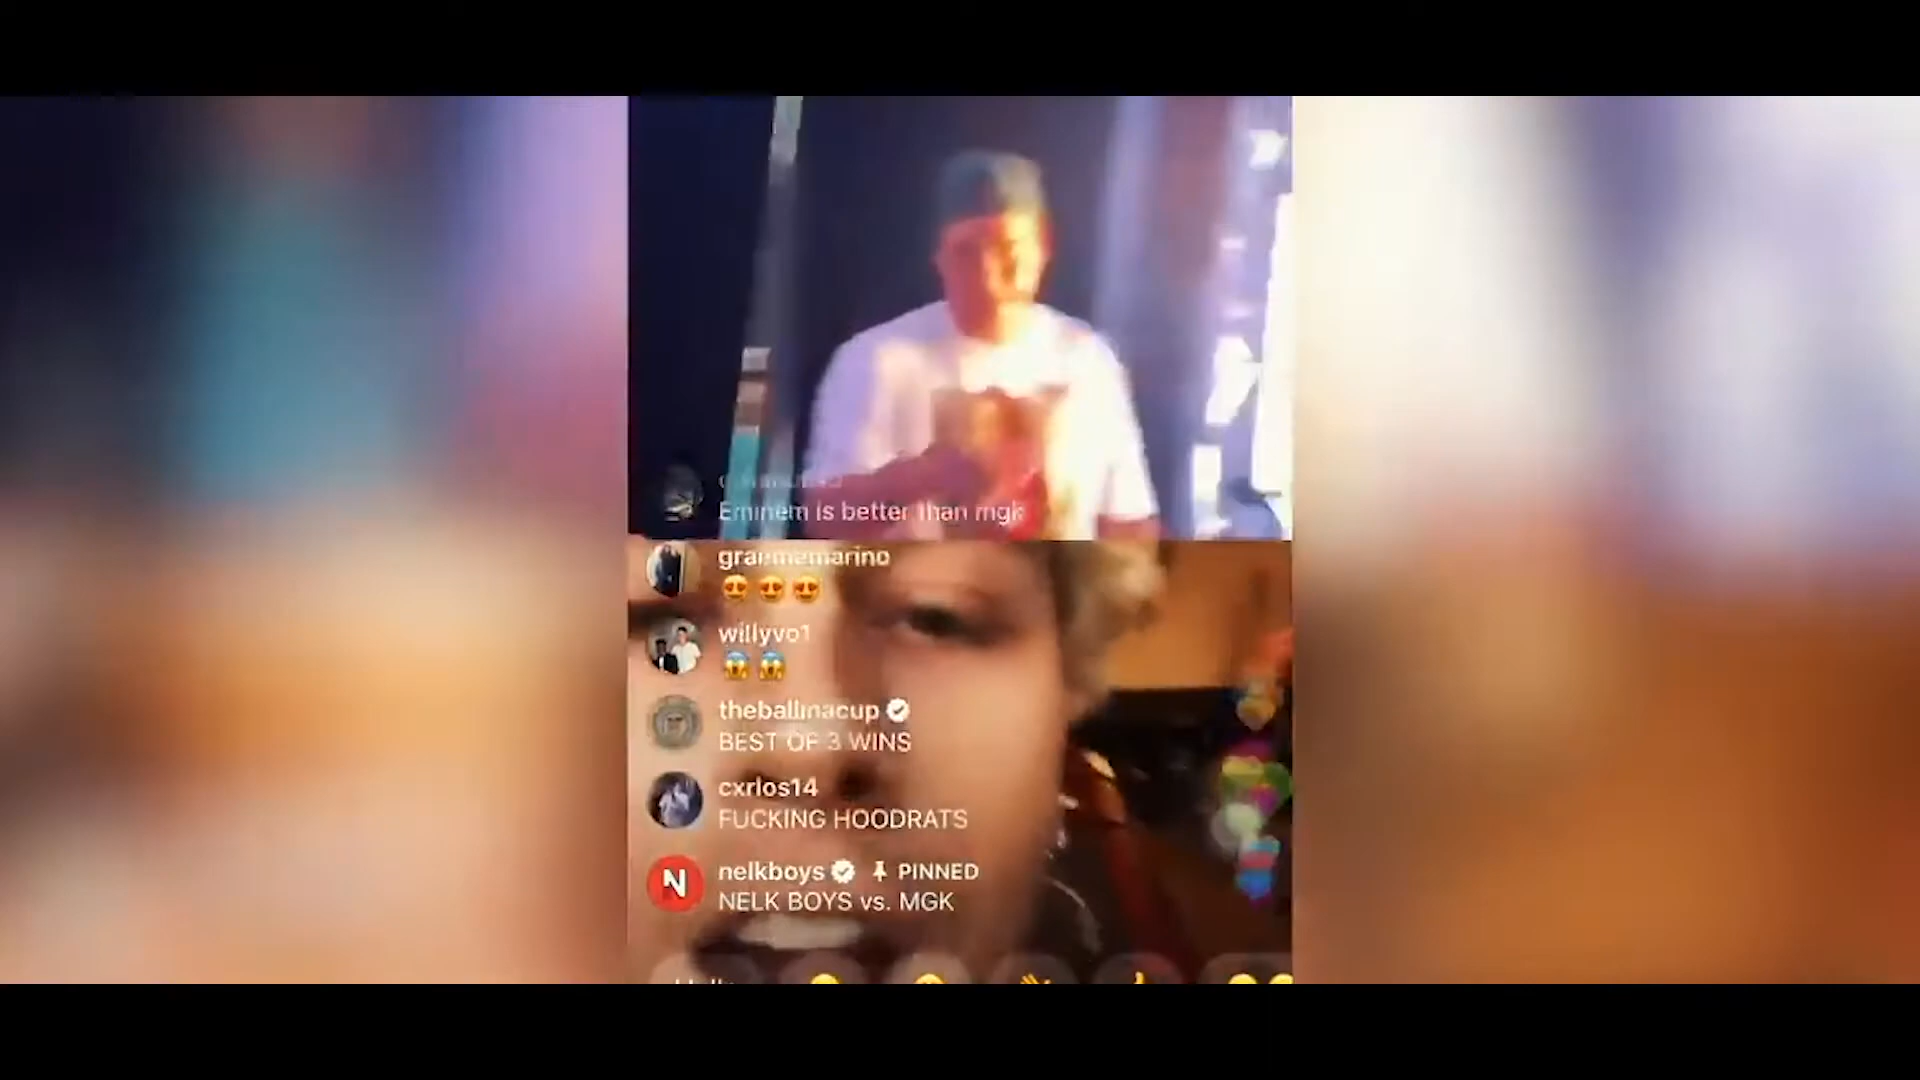 Eminem is better than mgk
graememarino
😍 😍 😍
willyvo1
😱 😱
theballinacup
BEST OF 3 WINS
cxrlos14
FUCKING HOODRATS
N
nelkboys PINNED
NELK BOYS vs. MGK